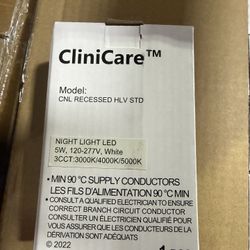 CliniCare™
Model:
CNL RECESSED HLV STD
NIGHT LIGHT LED
5W, 120-277V, White
3CCT:3000K/4000K/5000K
• MIN 90 °C SUPPLY CONDUCTORS
LES FILS D'ALIMENTATION 90 °C MIN
• CONSULT A QUALIFIED ELECTRICIAN TO ENSURE
CORRECT BRANCH CIRCUIT CONDUCTOR
• CONSULTEZ UN ÉLECTRICIEN QUALIFIÉ
POUR VOUS ASSURER QUE LES CONDUCTEURS
DE LA DÉRIVATION SONT ADÉQUATS
© 2022